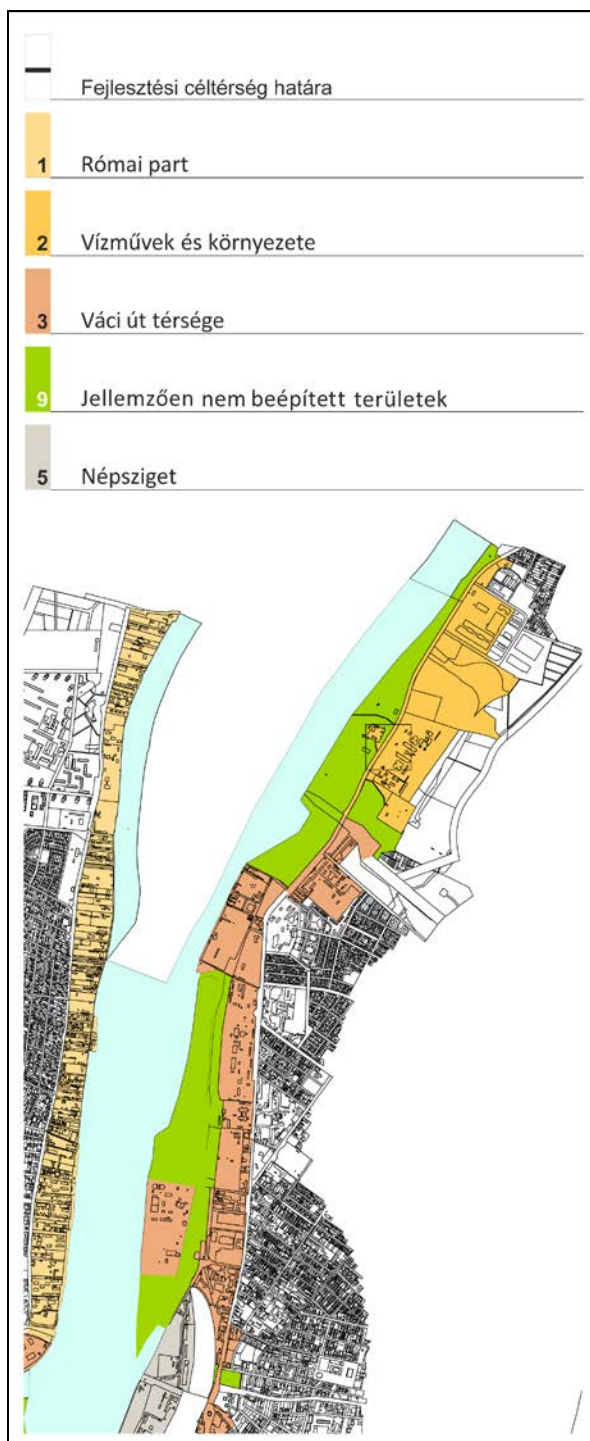 Fejlesztési céltérség határa
1 Római part
2 Vízművek és környezete
3 Váci út térsége
9 Jellemzően nem beépített területek
5 Népsziget